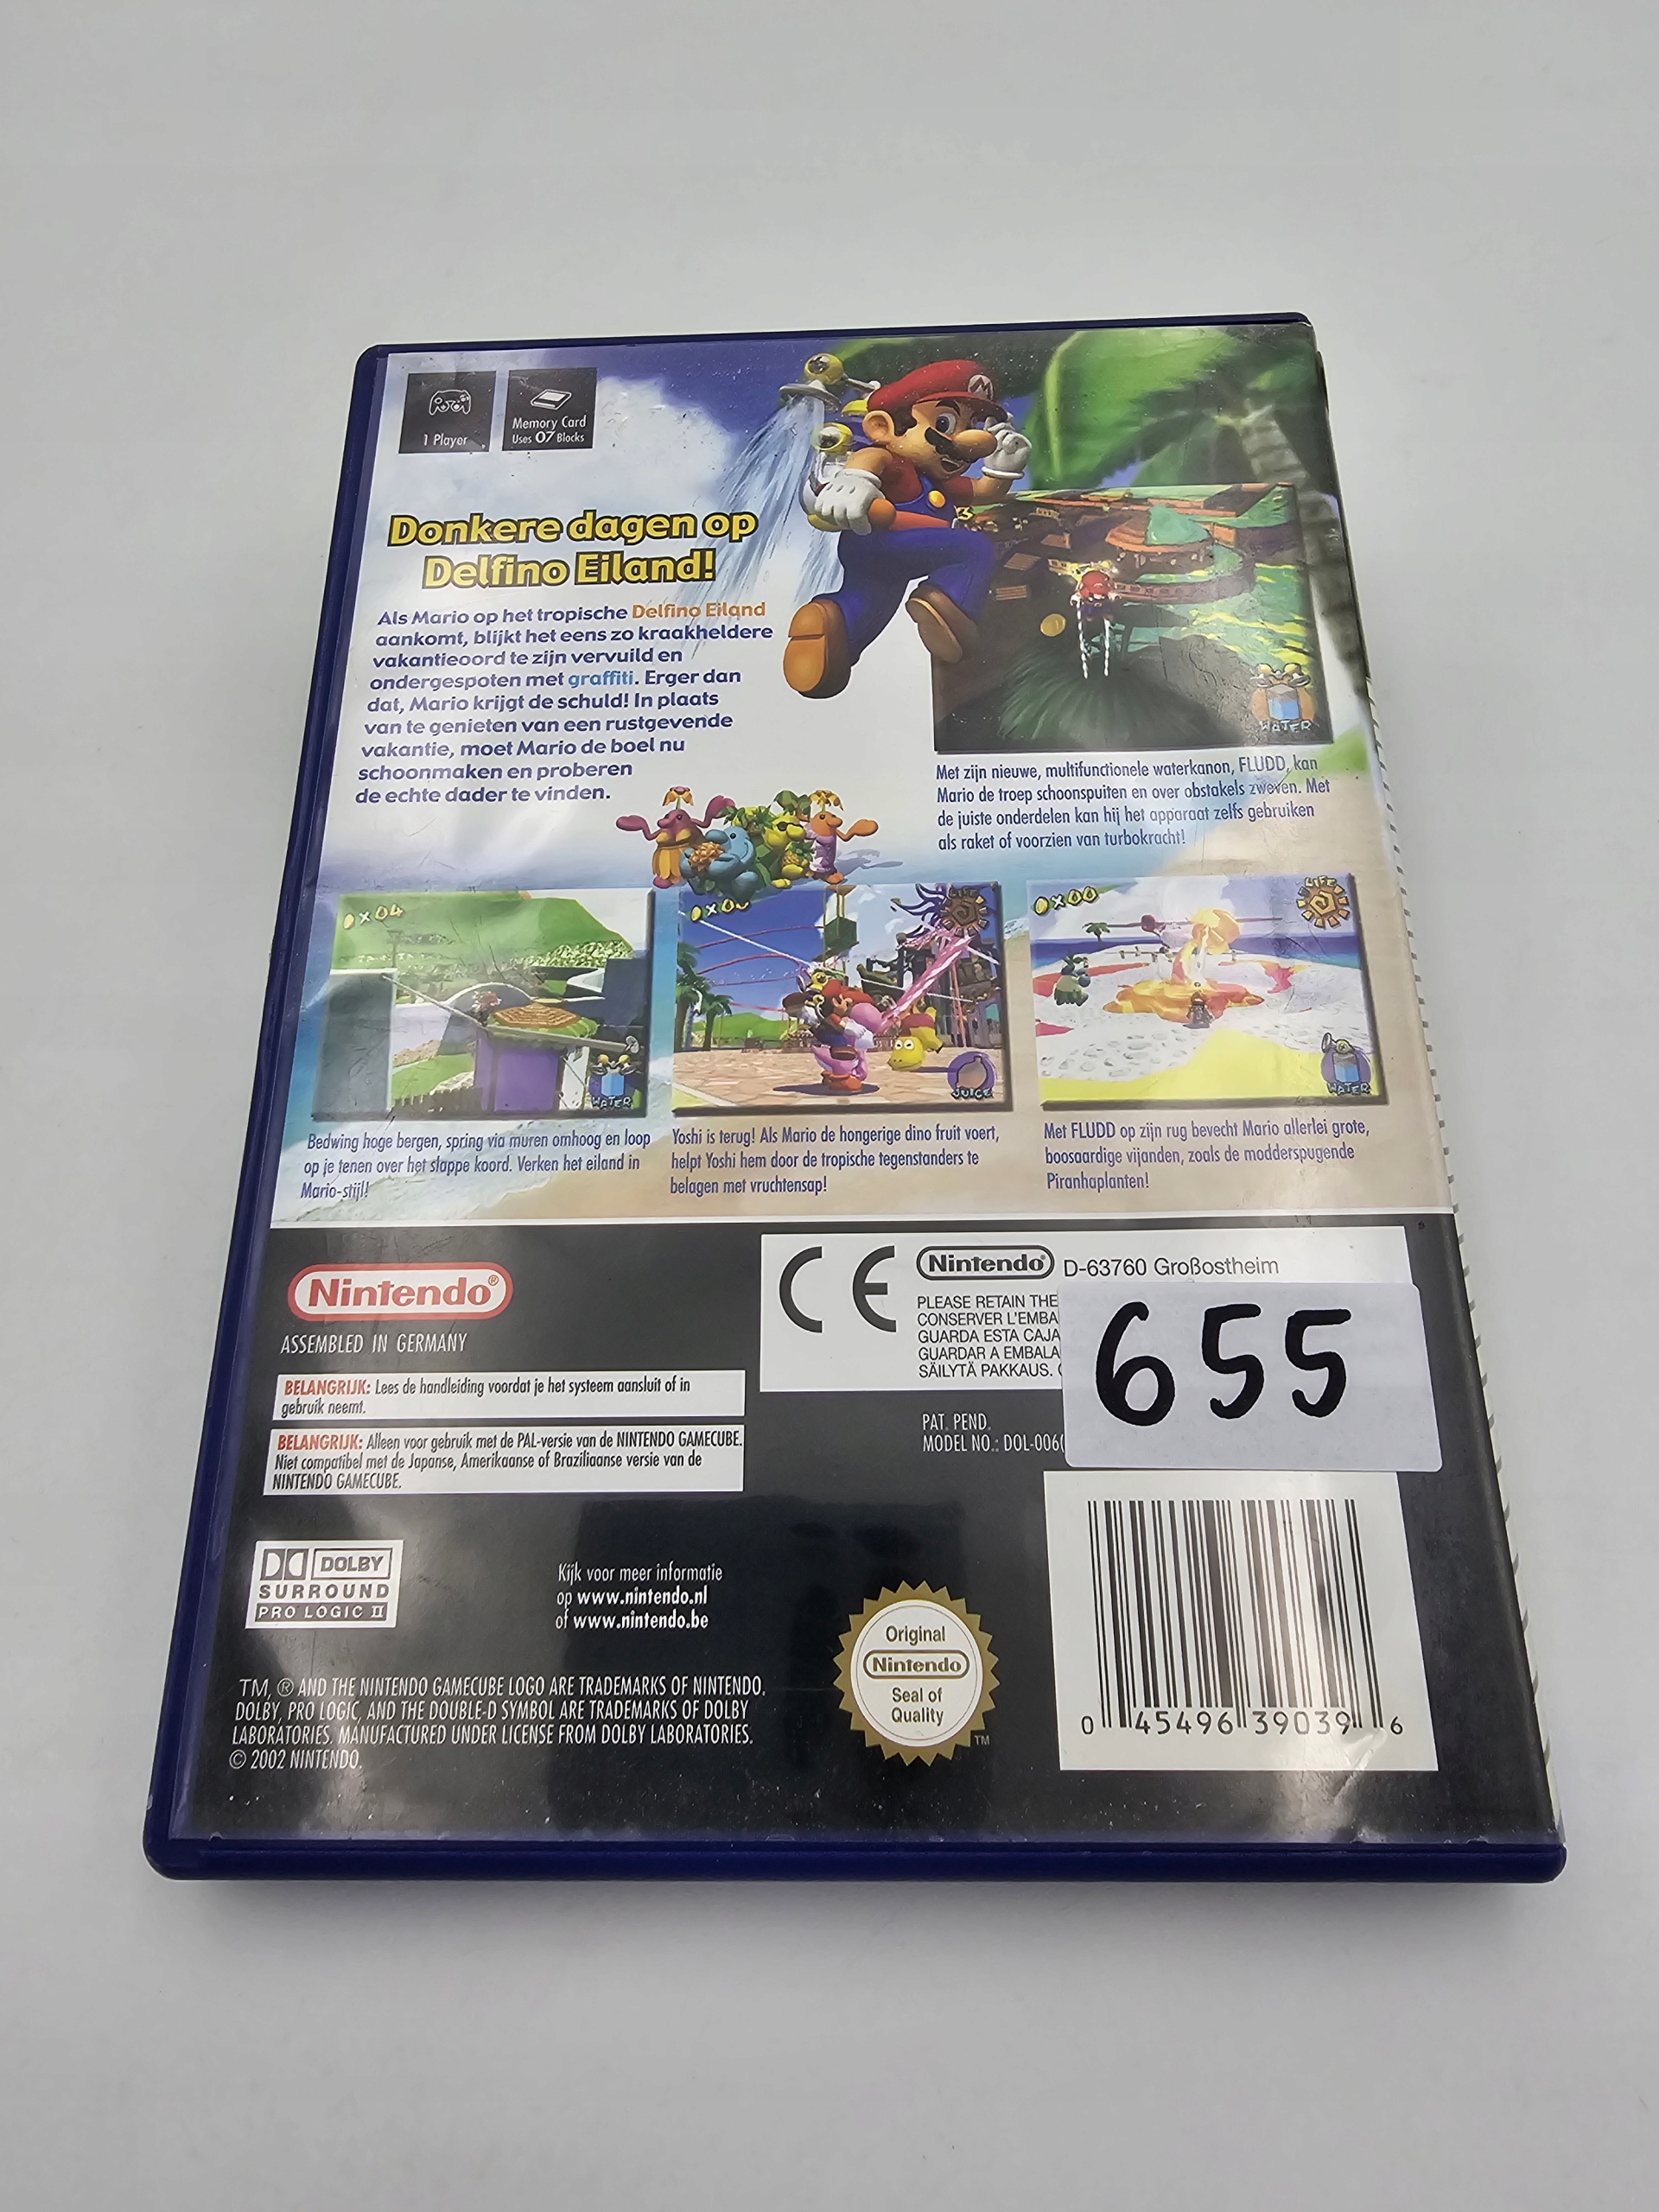 1 Player
Memory Card
Uses 07 Blocks
Donkere dagen op
Delfino Eiland!
Als Mario op het tropische Delfino Eiland
aankomt, blijkt het eens zo kraakheldere
vakantieoord te zijn vervuild en
ondergespoten met graffiti. Erger dan
dat, Mario krijgt de schuld! In plaats
van te genieten van een rustgevende
vakantie, moet Mario de boel nu
schoonmaken en proberen
de echte dader te vinden.
M
WATER
Met zijn nieuwe, multifunctionele waterkanon, FLUDD, kan
Mario de troep schoonspuiten en over obstakels zweven. Met
de juiste onderdelen kan hij het apparaat zelfs gebruiken
als raket of voorzien van turbokracht!
0x04
WATER
LIFE
JUICE
0x00
LIFE
WATER
Bedwing hoge bergen, spring via muren omhoog en loop
op je tenen over het slappe koord. Verken het eiland in
Mario-stijl!
Yoshi is terug! Als Mario de hongerige dino fruit voert,
helpt Yoshi hem door de tropische tegenstanders te
belagen met vruchtensap!
Met FLUDD op zijn rug bevecht Mario allerlei grote,
boosaardige vijanden, zoals de modderspugende
Piranhaplanten!
Nintendo®
ASSEMBLED IN GERMANY
BELANGRIJK: Lees de handleiding voordat je het systeem aansluit of in
gebruik neemt.
BELANGRIJK: Alleen voor gebruik met de PAL-versie van de NINTENDO GAMECUBE.
Niet compatibel met de Japanse, Amerikaanse of Braziliaanse versie van de
NINTENDO GAMECUBE.
CE
Nintendo® D-63760 Großostheim
PLEASE RETAIN THE
CONSERVER L'EMBA
GUARDA ESTA CAJA
GUARDAR A EMBALA
SÄILYTÄ PAKKAUS.
655
PAT. PEND.
MODEL NO.: DOL-006(
DOLBY
SURROUND
PRO LOGIC II
Kijk voor meer informatie
op www.nintendo.nl
of www.nintendo.be
Original
Nintendo
Seal of
Quality
TM
0 45496 39039 6
TM, ® AND THE NINTENDO GAMECUBE LOGO ARE TRADEMARKS OF NINTENDO.
DOLBY, PRO LOGIC, AND THE DOUBLE-D SYMBOL ARE TRADEMARKS OF DOLBY
LABORATORIES. MANUFACTURED UNDER LICENSE FROM DOLBY LABORATORIES.
© 2002 NINTENDO.